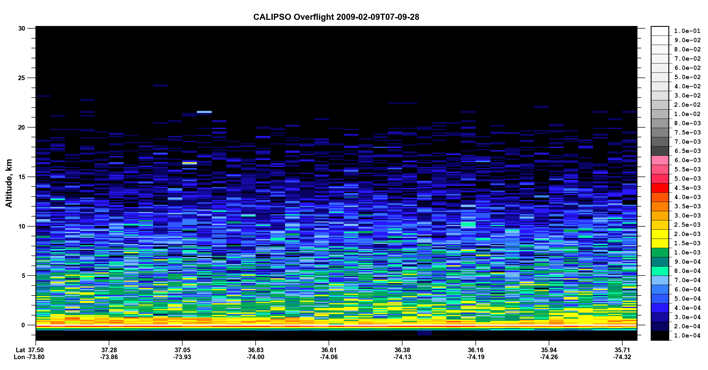 CALIPSO Overflight 2009-02-09T07-09-28
30
25
20
15
10
5
0
Altitude, km
Lat 37.50 37.28 37.05 36.83 36.61 36.38 36.16 35.94 35.71
Lon -73.80 -73.86 -73.93 -74.00 -74.06 -74.13 -74.19 -74.26 -74.32
1.0e-01
9.0e-02
8.0e-02
7.0e-02
6.0e-02
5.0e-02
4.0e-02
3.0e-02
2.0e-02
1.0e-02
8.0e-03
7.5e-03
7.0e-03
6.5e-03
6.0e-03
5.5e-03
5.0e-03
4.5e-03
4.0e-03
3.5e-03
3.0e-03
2.5e-03
2.0e-03
1.5e-03
1.0e-03
9.0e-04
8.0e-04
7.0e-04
6.0e-04
5.0e-04
4.0e-04
3.0e-04
2.0e-04
1.0e-04